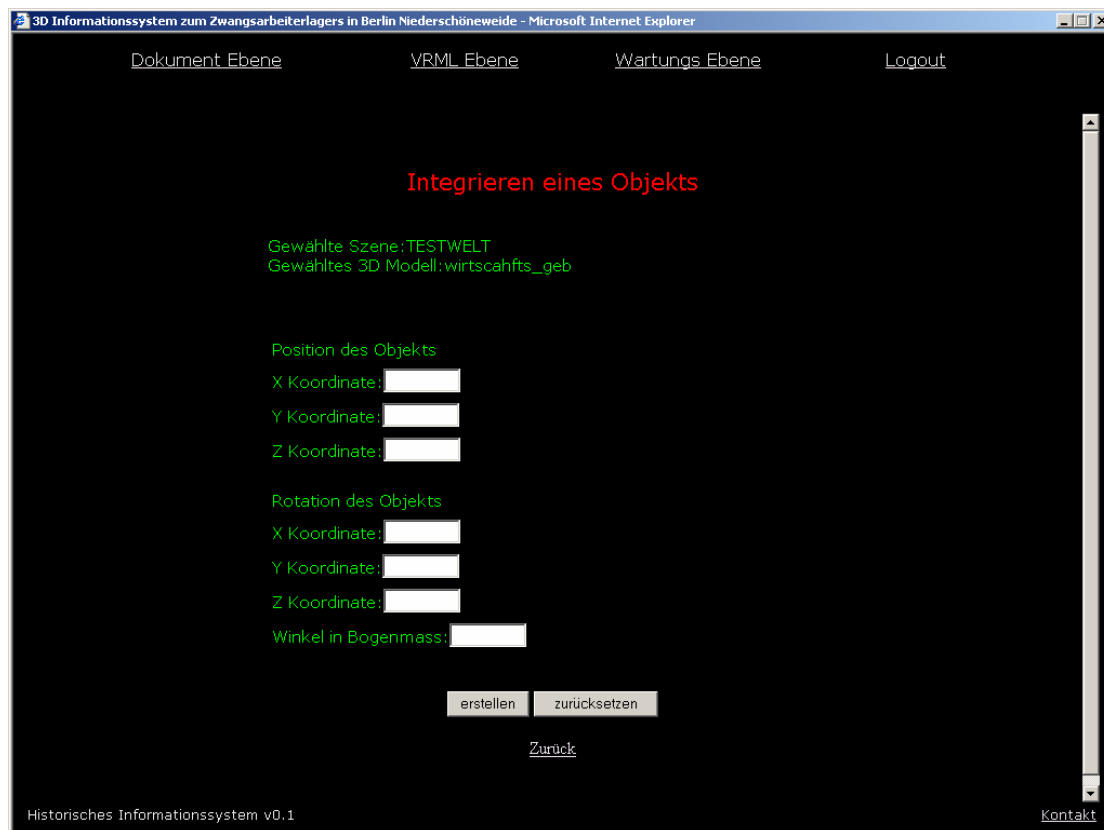 3D Informationssystem zum Zwangsarbeiterlagers in Berlin Niederschöneweide - Microsoft Internet Explorer
Dokument Ebene VRML Ebene Wartungs Ebene Logout
Integrieren eines Objekts
Gewählte Szene:TESTWELT
Gewähltes 3D Modell:wirtscahfts_geb
Position des Objekts
X Koordinate:
Y Koordinate:
Z Koordinate:
Rotation des Objekts
X Koordinate:
Y Koordinate:
Z Koordinate:
Winkel in Bogenmass:
erstellen zurücksetzen
Zurück
Historisches Informationssystem v0.1 Kontakt